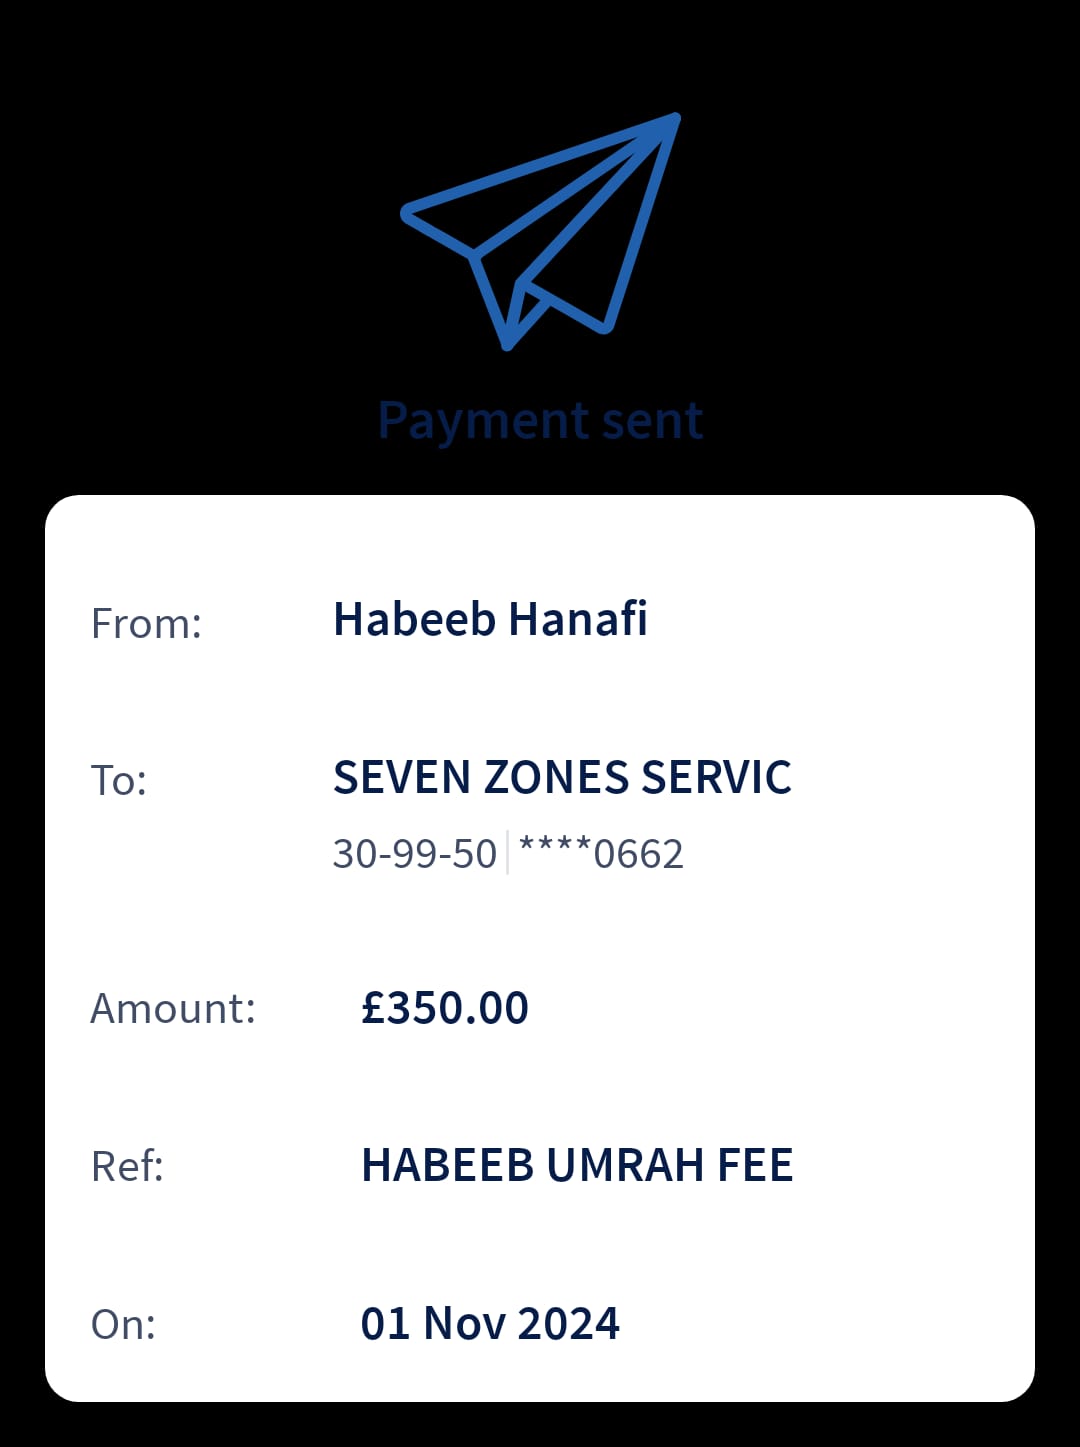 Payment sent
From: Habeeb Hanafi
To: SEVEN ZONES SERVIC
30-99-50 ****0662
Amount: £350.00
Ref: HABEEB UMRAH FEE
On: 01 Nov 2024